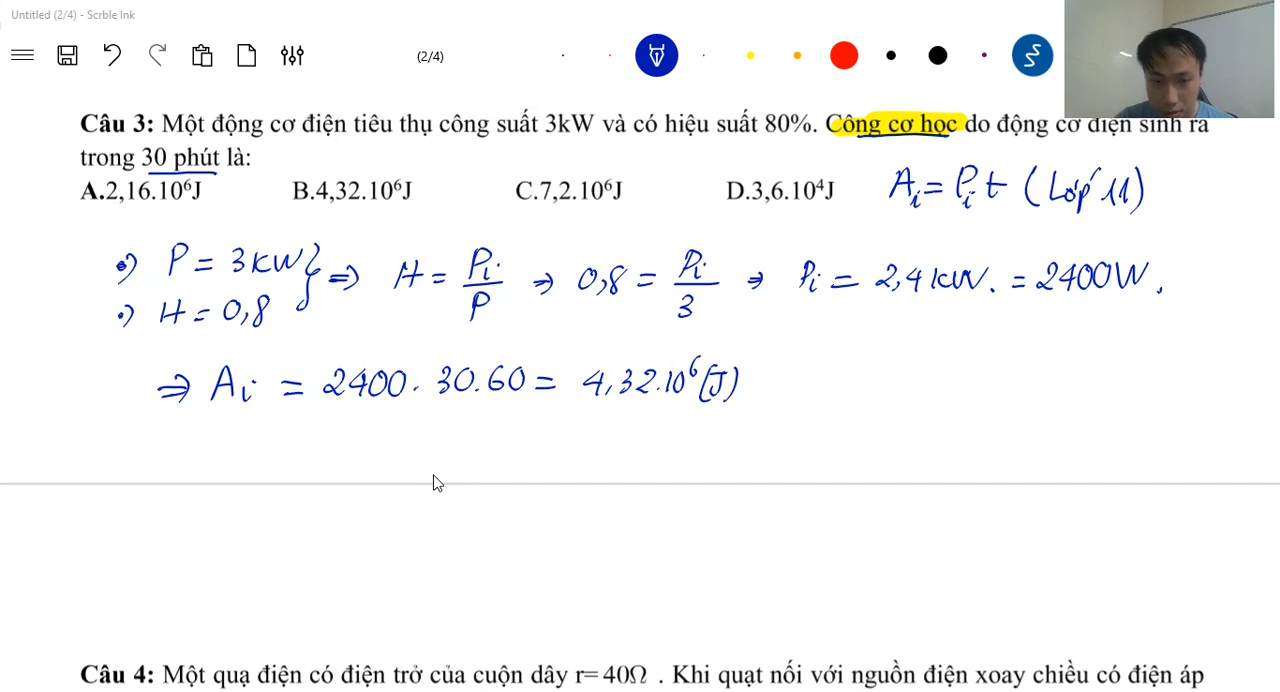 Untitled (2/4) - Scrble Ink
(2/4)
Câu 3: Một động cơ điện tiêu thụ công suất 3kW và có hiệu suất 80%. Công cơ học do động cơ điện sinh ra
trong 30 phút là:
A.2,16.10⁶J B.4,32.10⁶J C.7,2.10⁶J D.3,6.10⁴J
Aᵢ = Pᵢ t (Lớp 11)
•) P = 3kW } ⇒ H = Pᵢ/P ⇒ 0,8 = Pᵢ/3 ⇒ Pᵢ = 2,4 kW. = 2400W.
•) H = 0,8
⇒ Aᵢ = 2400. 30.60 = 4,32.10⁶ (J)
Câu 4: Một quạ điện có điện trở của cuộn dây r= 40Ω . Khi quạt nối với nguồn điện xoay chiều có điện áp